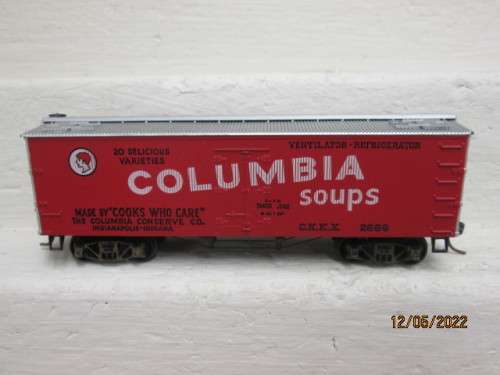 20 DELICIOUS
VARIETIES
VENTILATOR-REFRIGERATOR
COLUMBIA
soups
MADE BY "COOKS WHO CARE"
THE COLUMBIA CONSERVE CO.
INDIANAPOLIS-INDIANA
C.K.K.X. 2669
12/05/2022